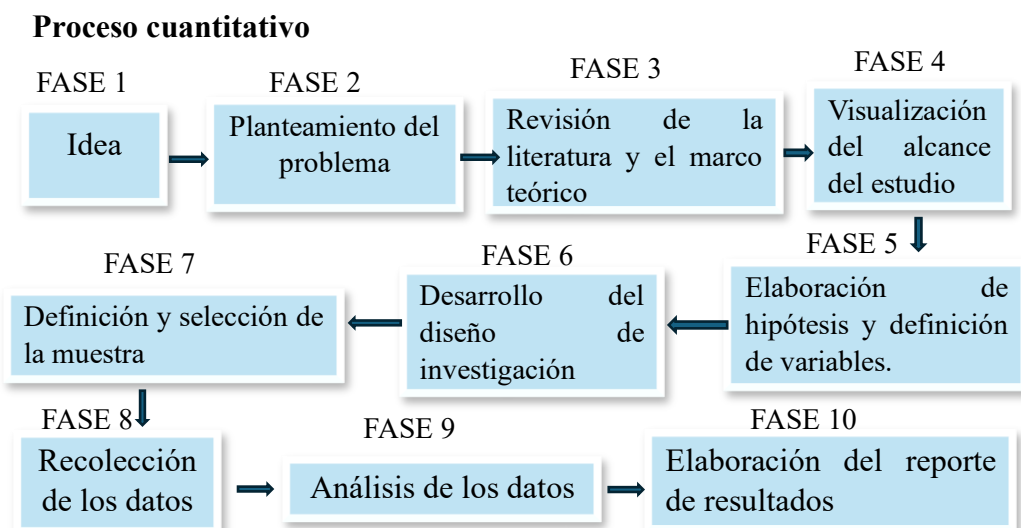 Proceso cuantitativo
FASE 1
Idea
FASE 2
Planteamiento del
problema
FASE 3
Revisión de la
literatura y el marco
teórico
FASE 4
Visualización
del alcance
del estudio
FASE 5
Elaboración de
hipótesis y definición
de variables.
FASE 6
Desarrollo del
diseño de
investigación
FASE 7
Definición y selección de
la muestra
FASE 8
Recolección
de los datos
FASE 9
Análisis de los datos
FASE 10
Elaboración del reporte
de resultados